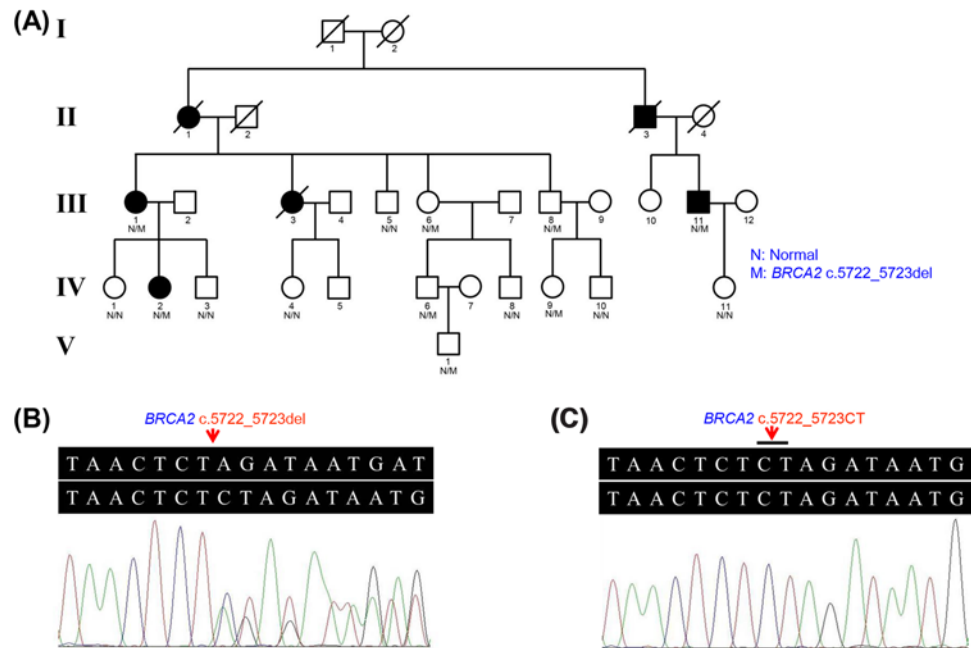 (A)
I
1 2
II
1 2 3 4
III
1 2 3 4 5 6 7 8 9 10 11 12
N/M N/N N/M N/M N/M
N: Normal
M: BRCA2 c.5722_5723del
IV
1 2 3 4 5 6 7 8 9 10 11
N/N N/M N/N N/N N/M N/N N/M N/N N/N
V
1
N/M
(B)
BRCA2 c.5722_5723del
TAACTCTAGATAATGAT
TAACTCTCTAGATAATG
(C)
BRCA2 c.5722_5723CT
TAACTCTCTAGATAATG
TAACTCTCTAGATAATG